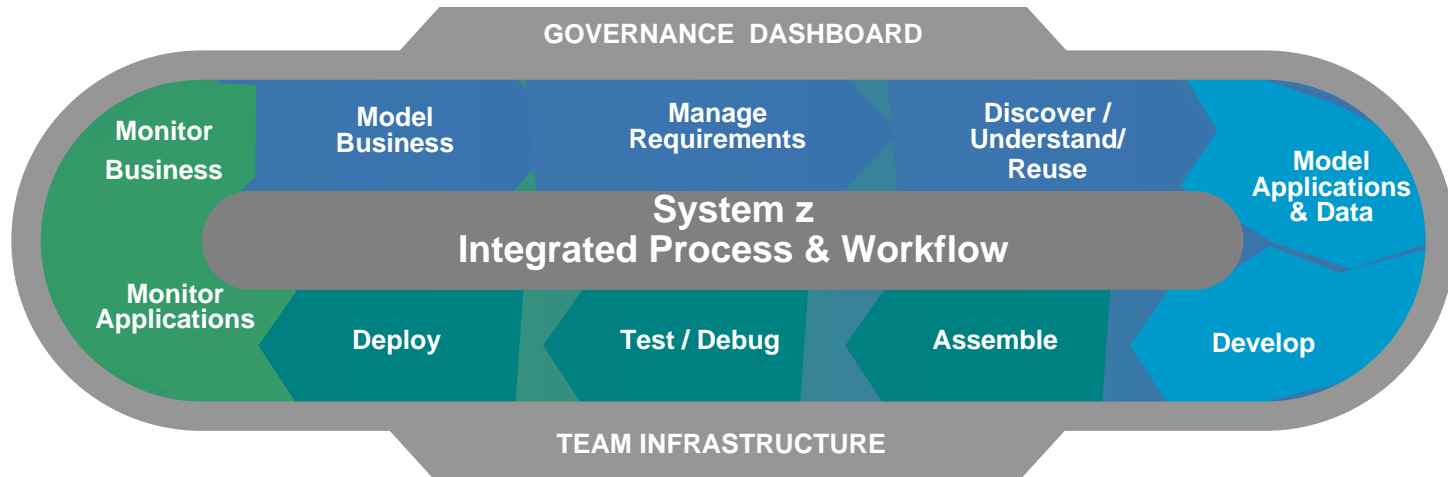 GOVERNANCE DASHBOARD
Monitor
Business
Model
Business
Manage
Requirements
Discover /
Understand/
Reuse
Model
Applications
& Data
System z
Integrated Process & Workflow
Monitor
Applications
Deploy
Test / Debug
Assemble
Develop
TEAM INFRASTRUCTURE